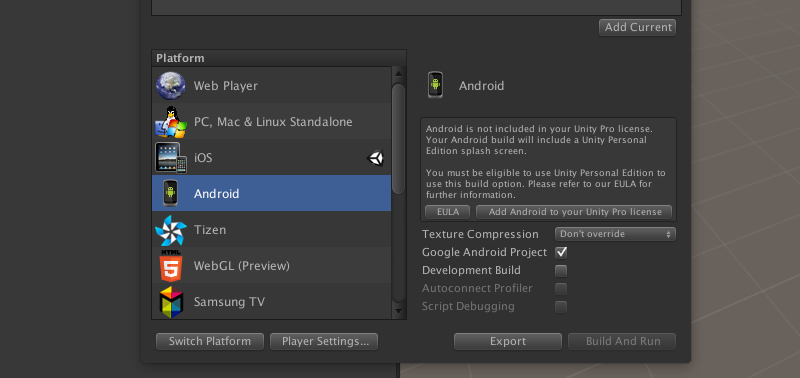 Add Current
Platform
Web Player
PC, Mac & Linux Standalone
iOS
Android
Tizen
HTML
5
WebGL (Preview)
Samsung TV
Android
Android is not included in your Unity Pro license.
Your Android build will include a Unity Personal
Edition splash screen.
You must be eligible to use Unity Personal Edition to
use this build option. Please refer to our EULA for
further information.
EULA
Add Android to your Unity Pro license
Texture Compression
Don't override
Google Android Project
Development Build
Autoconnect Profiler
Script Debugging
Switch Platform
Player Settings...
Export
Build And Run